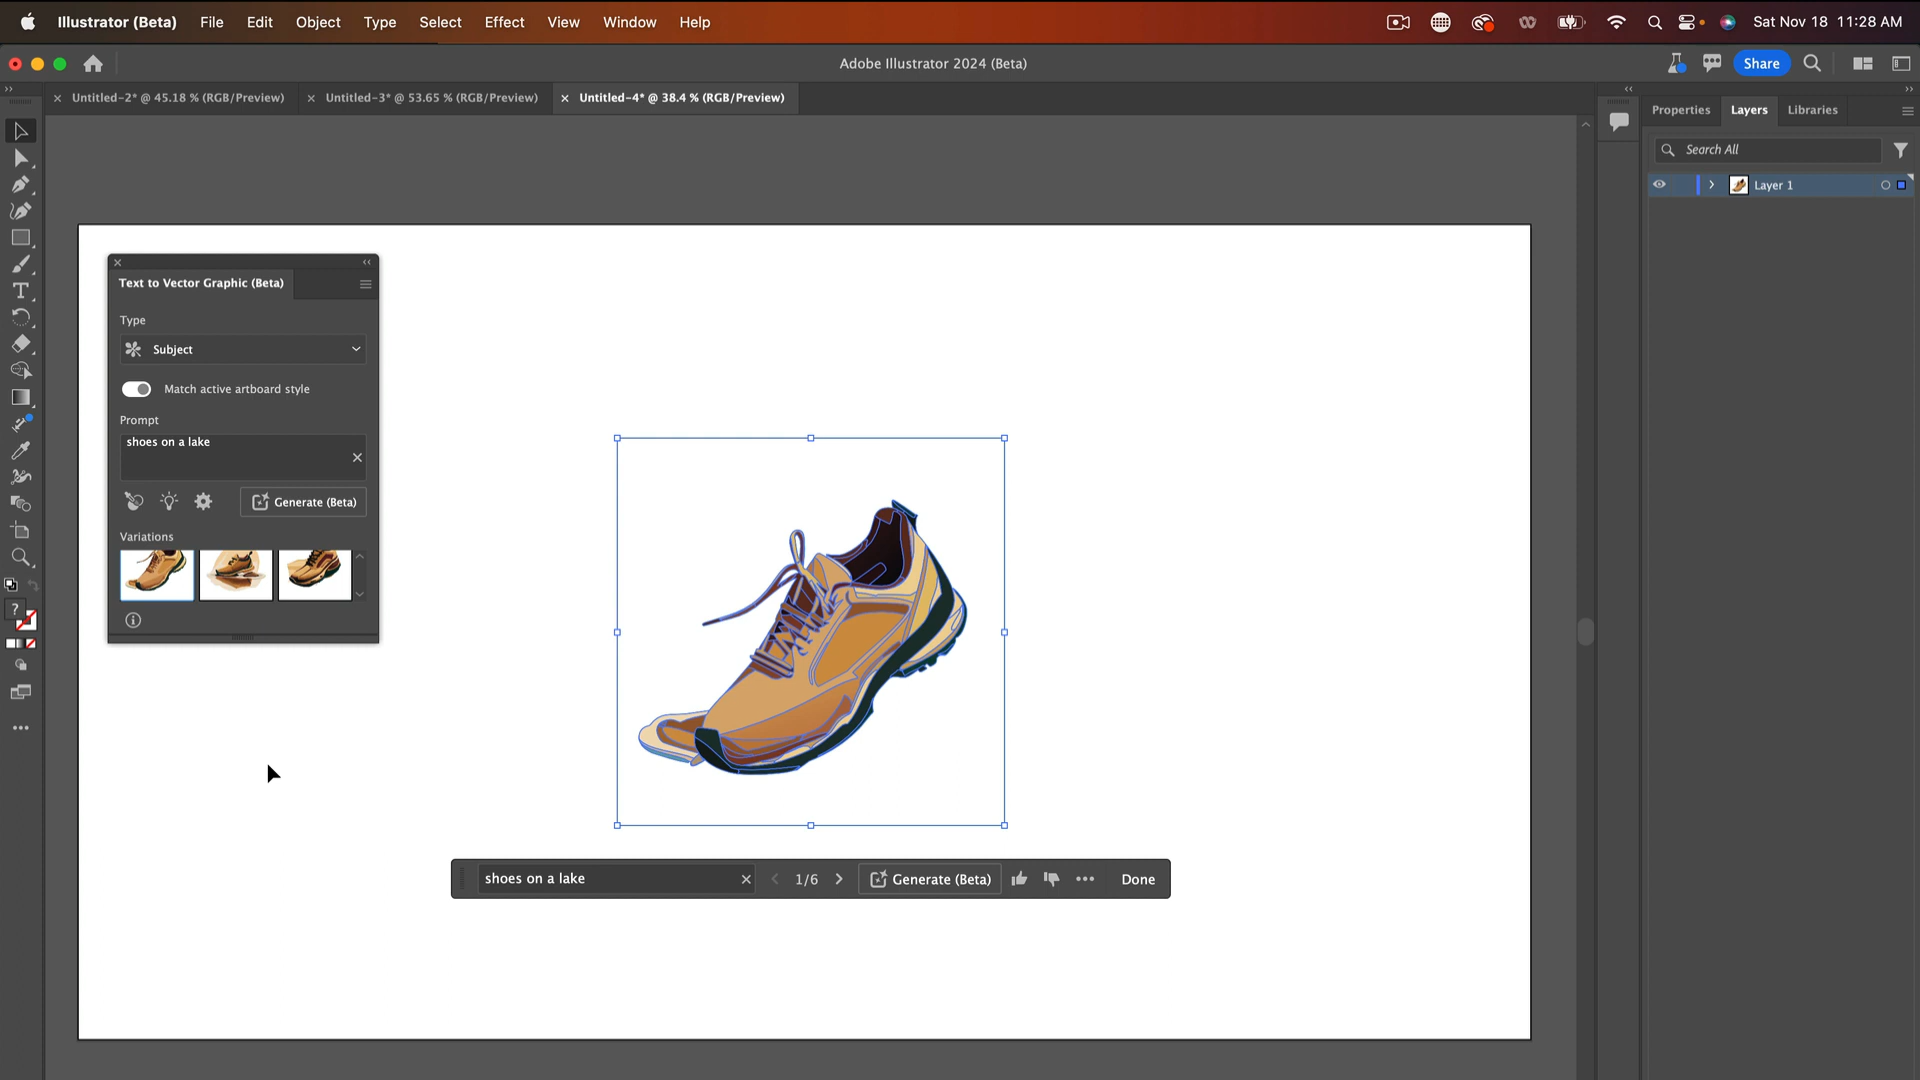 Illustrator (Beta) File Edit Object Type Select Effect View Window Help Sat Nov 18 11:28 AM
Adobe Illustrator 2024 (Beta) Share
Untitled-2* @ 45.18 % (RGB/Preview) Untitled-3* @ 53.65 % (RGB/Preview) Untitled-4* @ 38.4 % (RGB/Preview)
Properties Layers Libraries
Search All
Layer 1
Text to Vector Graphic (Beta)
Type
Subject
Match active artboard style
Prompt
shoes on a lake
Generate (Beta)
Variations
shoes on a lake 1/6 Generate (Beta) Done